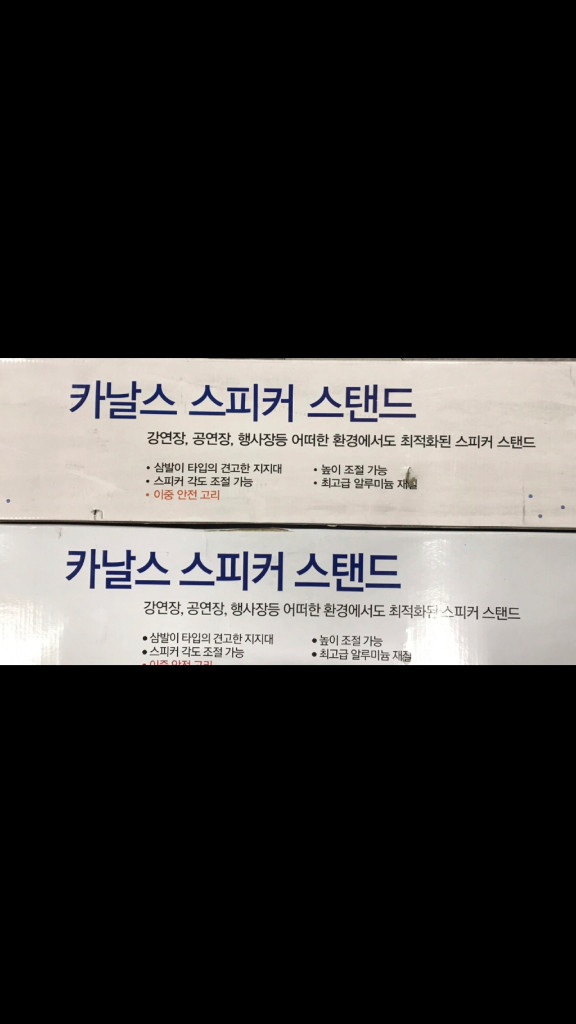 카날스 스피커 스탠드
강연장, 공연장, 행사장등 어떠한 환경에서도 최적화된 스피커 스탠드
• 삼발이 타입의 견고한 지지대
• 스피커 각도 조절 가능
• 이중 안전 고리
• 높이 조절 가능
• 최고급 알루미늄 재질
카날스 스피커 스탠드
강연장, 공연장, 행사장등 어떠한 환경에서도 최적화된 스피커 스탠드
• 삼발이 타입의 견고한 지지대
• 스피커 각도 조절 가능
• 이중 안전 고리
• 높이 조절 가능
• 최고급 알루미늄 재질